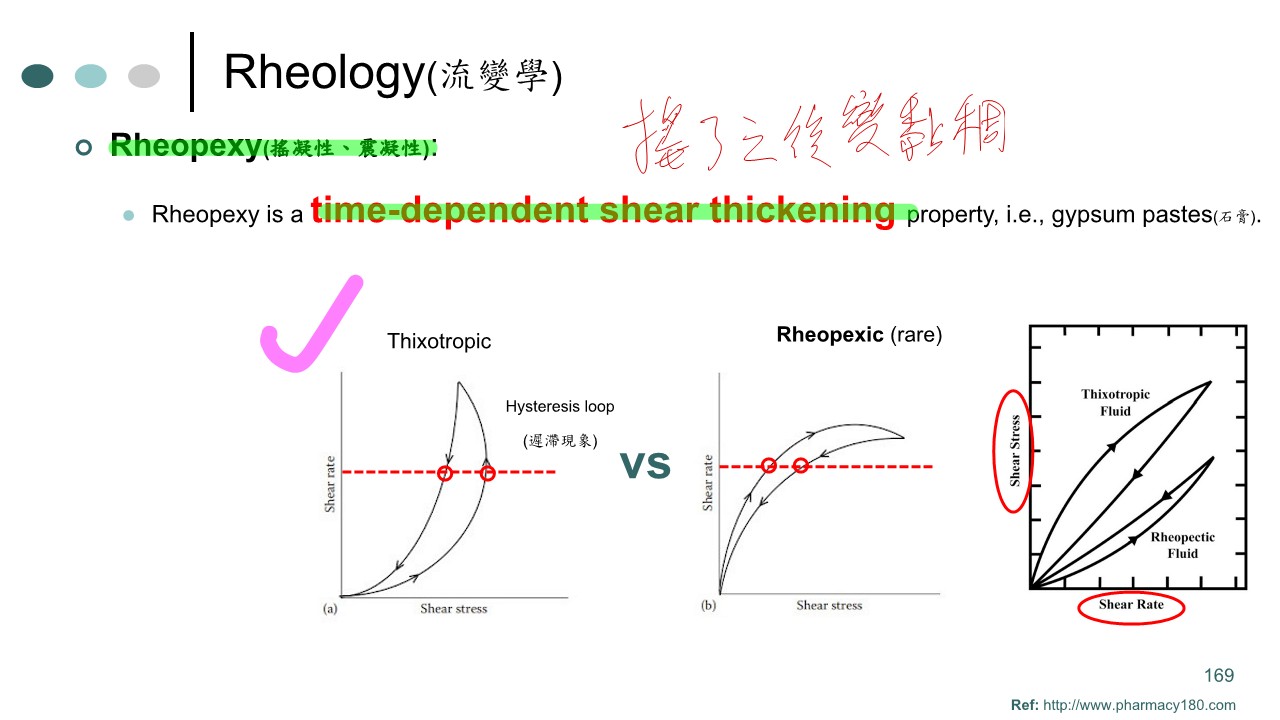 Rheology(流變學)
搖了之後變黏稠
Rheopexy(搖凝性、震凝性):
Rheopexy is a time-dependent shear thickening property, i.e., gypsum pastes(石膏).
Thixotropic
Hysteresis loop
(遲滯現象)
Shear rate
(a)
Shear stress
vs
Rheopexic (rare)
Shear rate
(b)
Shear stress
Shear Stress
Thixotropic
Fluid
Rheopectic
Fluid
Shear Rate
169
Ref: http://www.pharmacy180.com